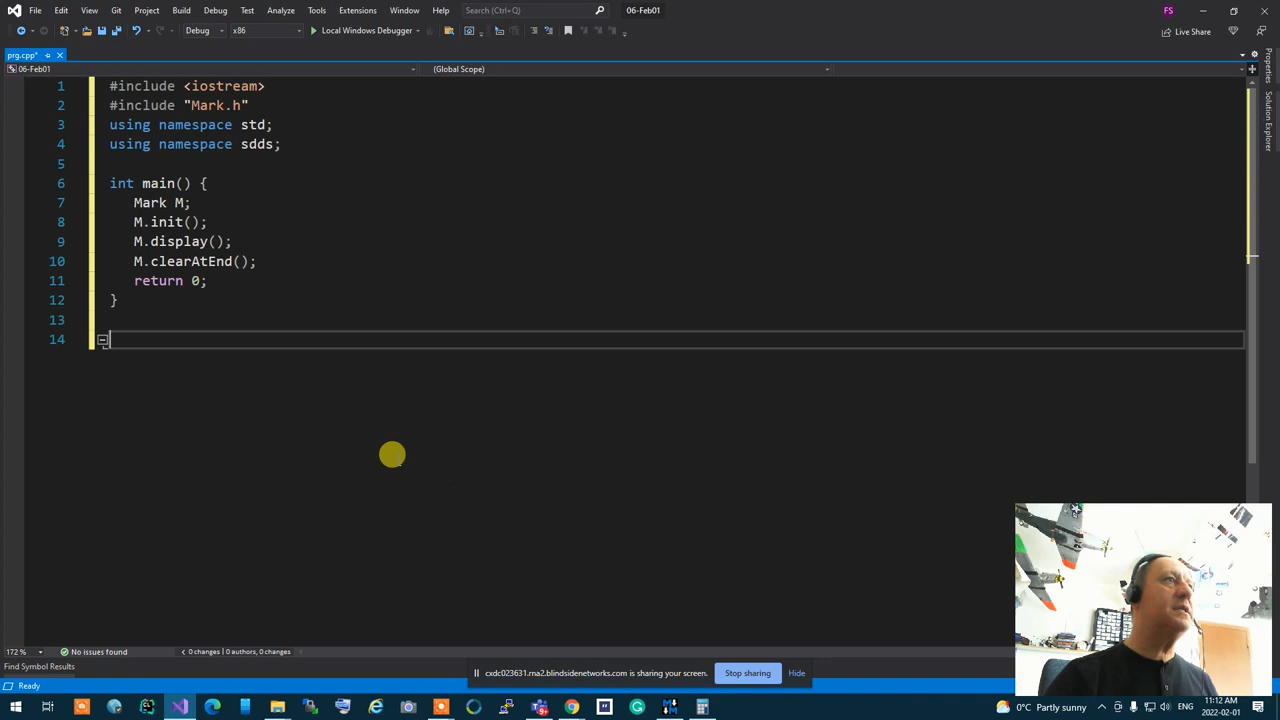 File Edit View Git Project Build Debug Test Analyze Tools Extensions Window Help Search (Ctrl+Q) 06-Feb01 FS
Debug x86 Local Windows Debugger Live Share
prg.cpp*
06-Feb01 (Global Scope)
Properties
Solution Explorer
1 #include <iostream>
2 #include "Mark.h"
3 using namespace std;
4 using namespace sdds;
5
6 int main() {
7 Mark M;
8 M.init();
9 M.display();
10 M.clearAtEnd();
11 return 0;
12 }
13
14
172 % No issues found 0 changes | 0 authors, 0 changes
Find Symbol Results
cxdc023631.rna2.blindsidenetworks.com is sharing your screen. Stop sharing Hide
Ready
0°C Partly sunny ENG 11:12 AM
2022-02-01